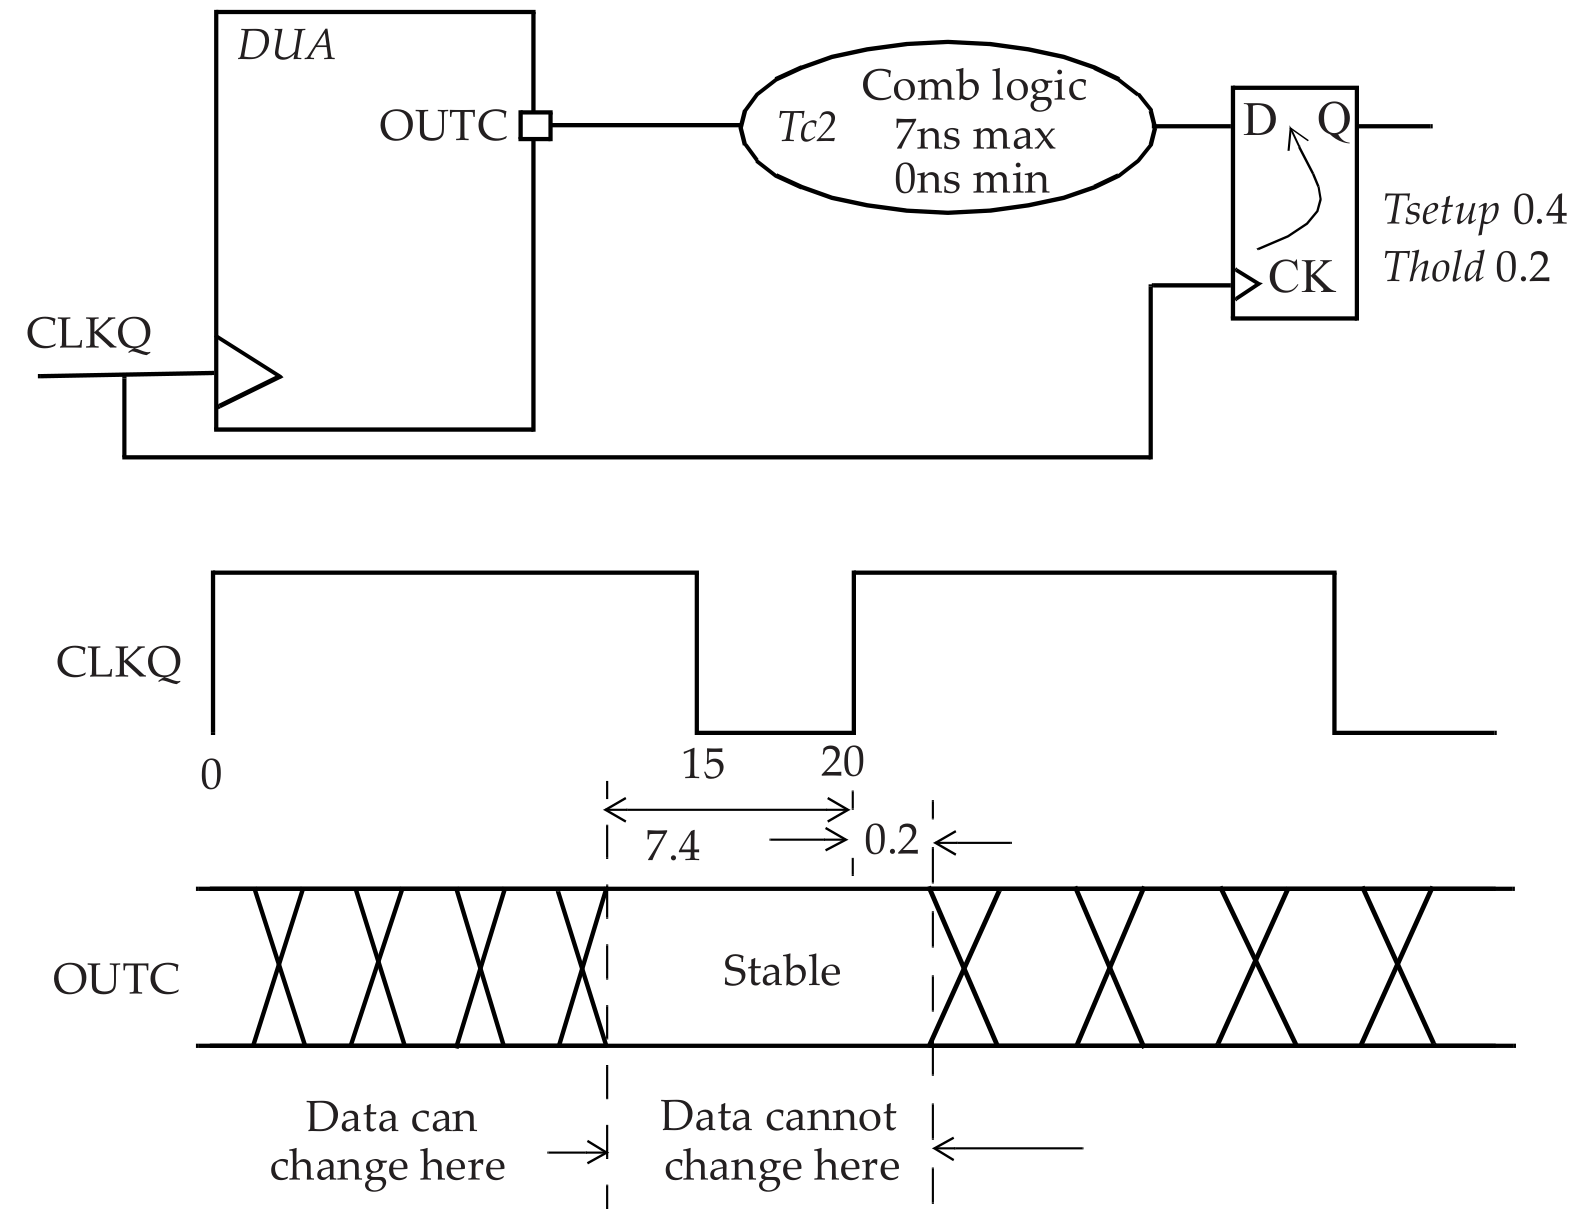 DUA
OUTC
Comb logic
Tc2
7ns max
0ns min
D Q
CK
Tsetup 0.4
Thold 0.2
CLKQ
CLKQ
0
15
20
7.4
0.2
OUTC
Stable
Data can
change here
Data cannot
change here